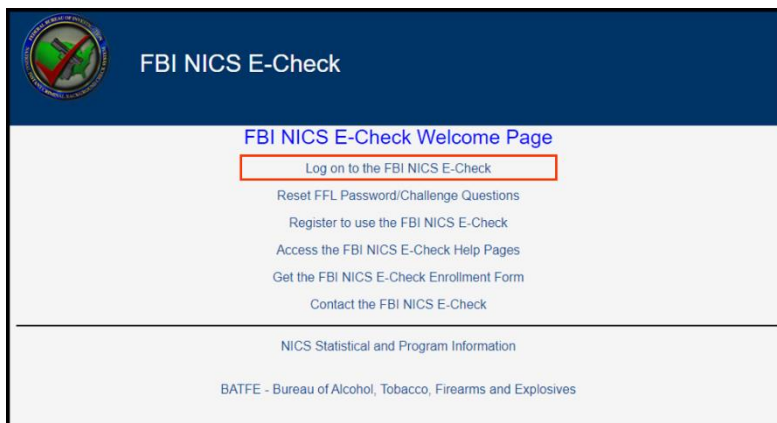 FBI NICS E-Check
FBI NICS E-Check Welcome Page
Log on to the FBI NICS E-Check
Reset FFL Password/Challenge Questions
Register to use the FBI NICS E-Check
Access the FBI NICS E-Check Help Pages
Get the FBI NICS E-Check Enrollment Form
Contact the FBI NICS E-Check
NICS Statistical and Program Information
BATFE - Bureau of Alcohol, Tobacco, Firearms and Explosives